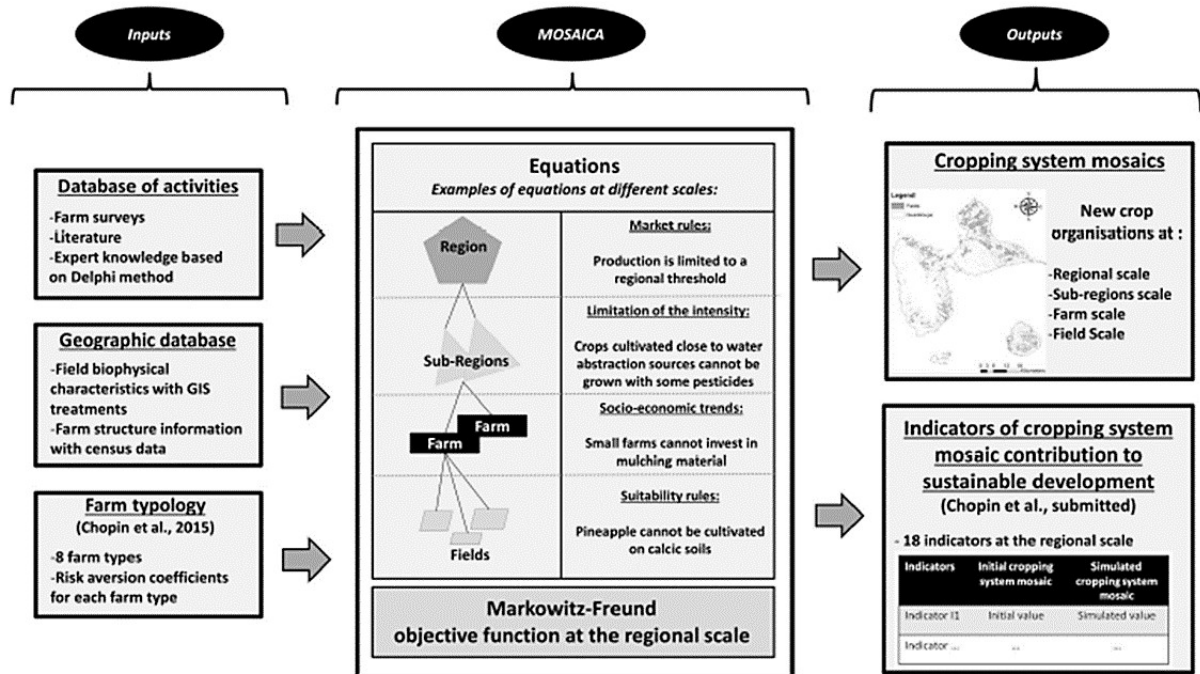 Inputs
MOSAICA
Outputs
Database of activities
-Farm surveys
-Literature
-Expert knowledge based
on Delphi method
Geographic database
-Field biophysical
characteristics with GIS
treatments
-Farm structure information
with census data
Farm typology
(Chopin et al., 2015)
-8 farm types
-Risk aversion coefficients
for each farm type
Equations
Examples of equations at different scales:
Region
Market rules:
Production is limited to a
regional threshold
Sub-Regions
Limitation of the intensity:
Crops cultivated close to water
abstraction sources cannot be
grown with some pesticides
Farm
Farm
Socio-economic trends:
Small farms cannot invest in
mulching material
Fields
Suitability rules:
Pineapple cannot be cultivated
on calcic soils
Markowitz-Freund
objective function at the regional scale
Cropping system mosaics
Legend
New crop
organisations at :
-Regional scale
-Sub-regions scale
-Farm scale
-Field Scale
Indicators of cropping system
mosaic contribution to
sustainable development
(Chopin et al., submitted)
- 18 indicators at the regional scale
Indicators Initial cropping system mosaic Simulated cropping system mosaic
Indicator I1 Initial value Simulated value
Indicator ... ... ...